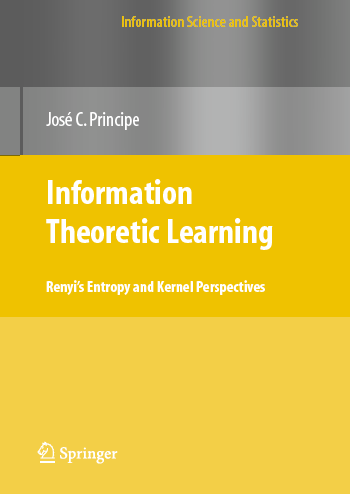 Information Science and Statistics
José C. Principe
Information
Theoretic Learning
Renyi's Entropy and Kernel Perspectives
Springer